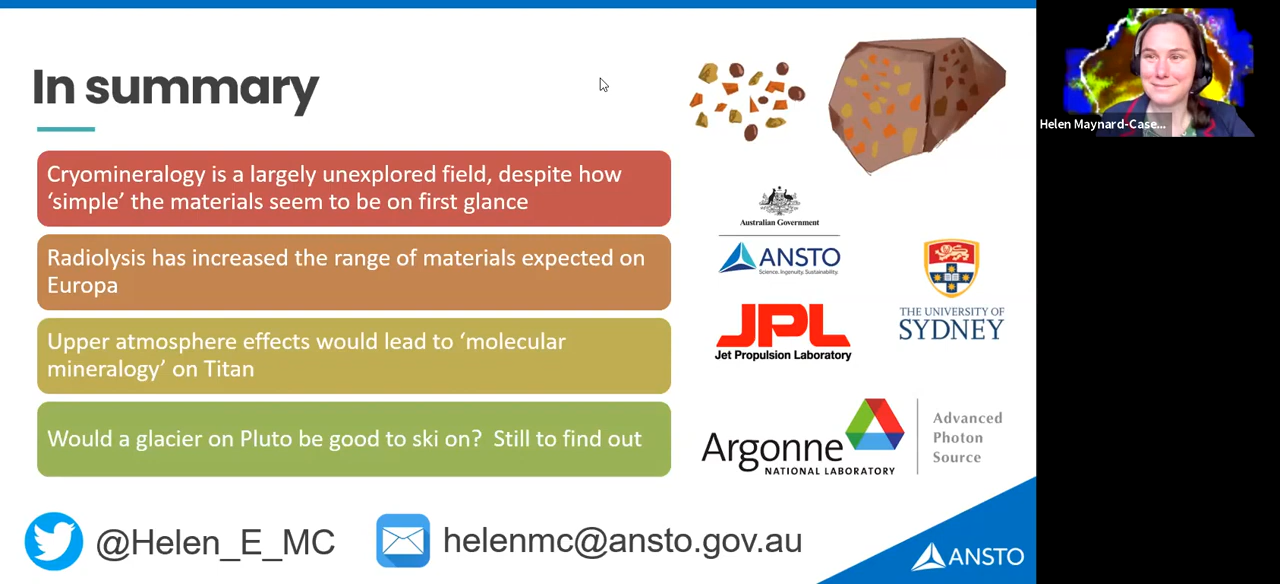 In summary
Cryomineralogy is a largely unexplored field, despite how
‘simple’ the materials seem to be on first glance
Radiolysis has increased the range of materials expected on
Europa
Upper atmosphere effects would lead to ‘molecular
mineralogy’ on Titan
Would a glacier on Pluto be good to ski on?  Still to find out
@Helen_E_MC
helenmc@ansto.gov.au
Australian Government
ANSTO
Science. Ingenuity. Sustainability.
THE UNIVERSITY OF
SYDNEY
JPL
Jet Propulsion Laboratory
Argonne
NATIONAL LABORATORY
Advanced
Photon
Source
ANSTO
Helen Maynard-Case...